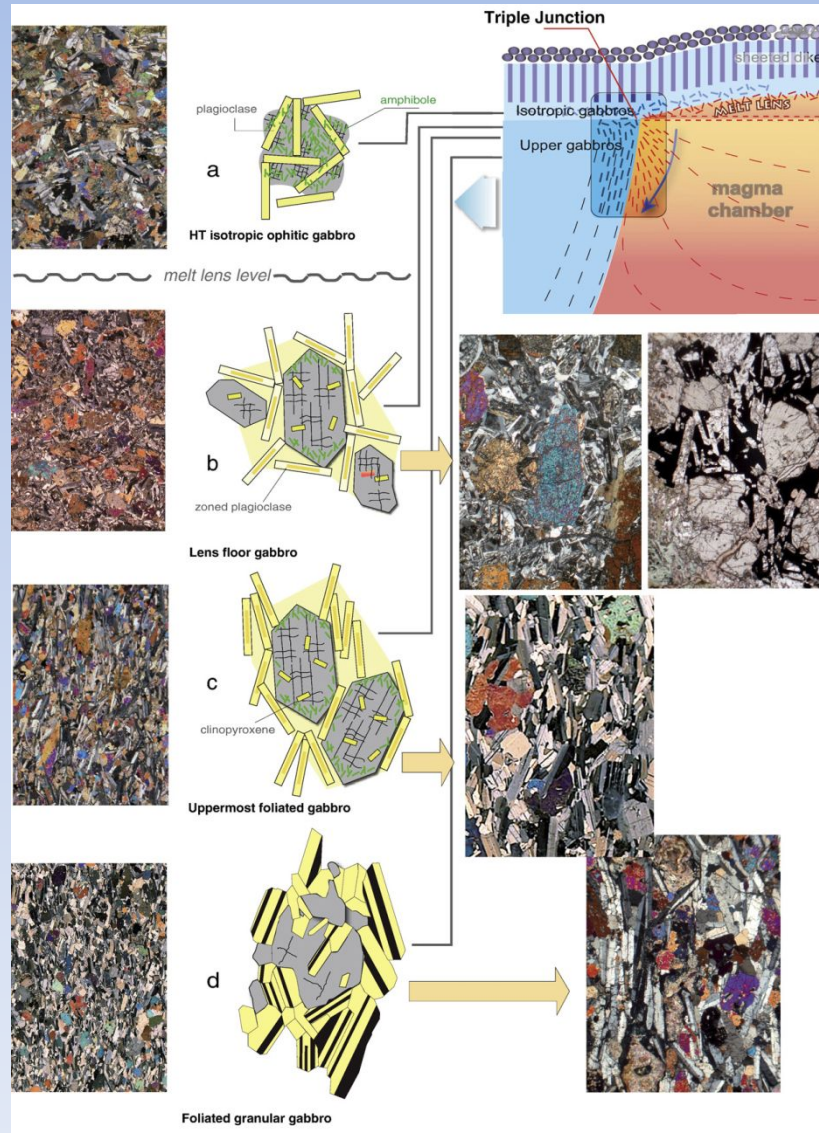 Triple Junction
sheeted dike
Isotropic gabbros
MELT LENS
Upper gabbros
magma
chamber
plagioclase
amphibole
a
HT isotropic ophitic gabbro
melt lens level
b
zoned plagioclase
Lens floor gabbro
c
clinopyroxene
Uppermost foliated gabbro
d
Foliated granular gabbro